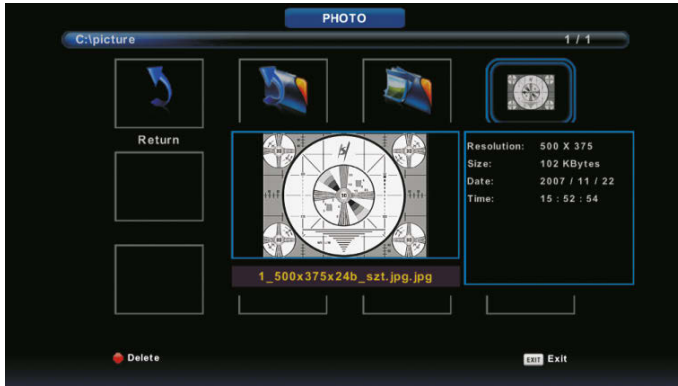 PHOTO
C:\picture 1 / 1
Return
Resolution: 500 X 375
Size: 102 KBytes
Date: 2007 / 11 / 22
Time: 15 : 52 : 54
1_500x375x24b_szt.jpg.jpg
Delete
EXIT Exit